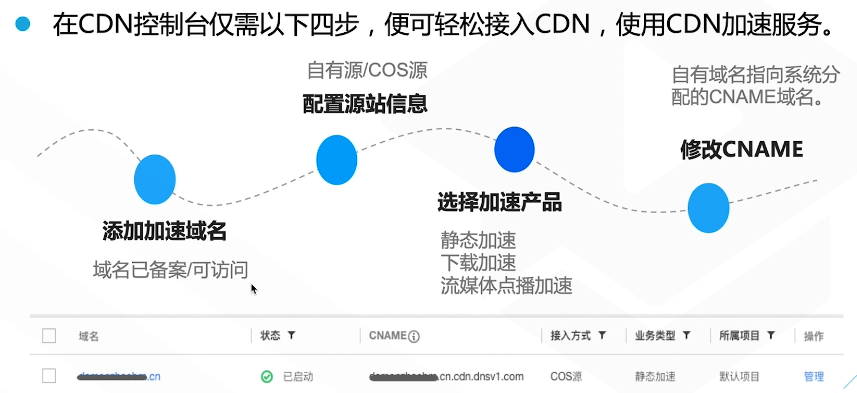 在CDN控制台仅需以下四步，便可轻松接入CDN，使用CDN加速服务。
自有源/COS源
配置源站信息
自有域名指向系统分
配的CNAME域名。
修改CNAME
添加加速域名
域名已备案/可访问
选择加速产品
静态加速
下载加速
流媒体点播加速
域名 状态 CNAME 接入方式 业务类型 所属项目 操作
.cn 已启动 .cn.cdn.dnsv1.com COS源 静态加速 默认项目 管理